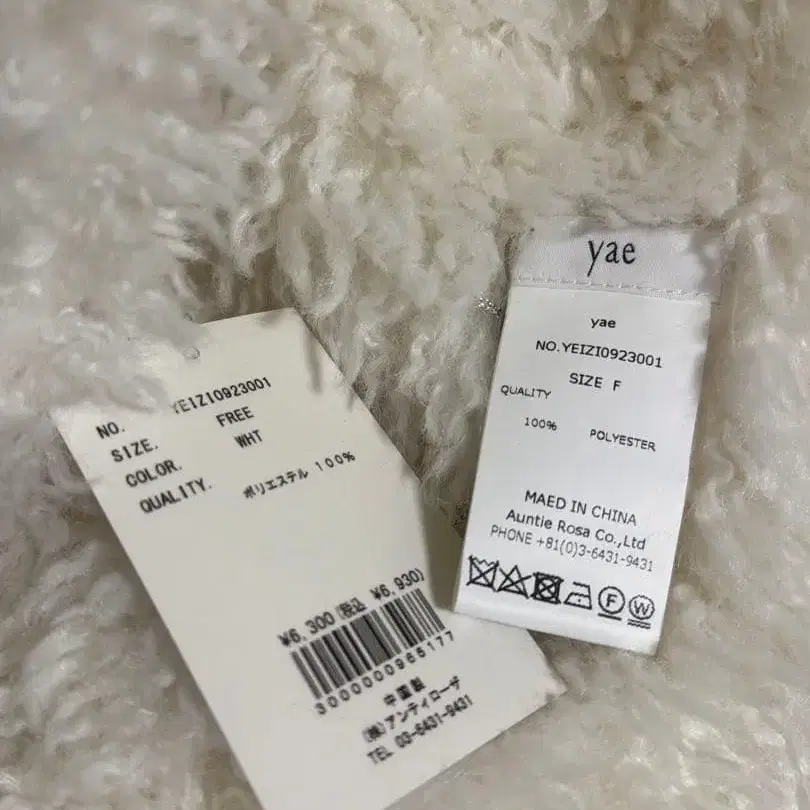 NO. YEIZI0923001
SIZE. FREE
COLOR. WHT
QUALITY. ポリエステル 100%
¥6,300 (税込 ¥6,930)
3000000965177
中国製
(株)アンティローザ
TEL 03-6431-9431
yae
yae
NO.YEIZI0923001
SIZE F
QUALITY
100% POLYESTER
MAED IN CHINA
Auntie Rosa Co.,Ltd
PHONE +81(0)3-6431-9431
F W